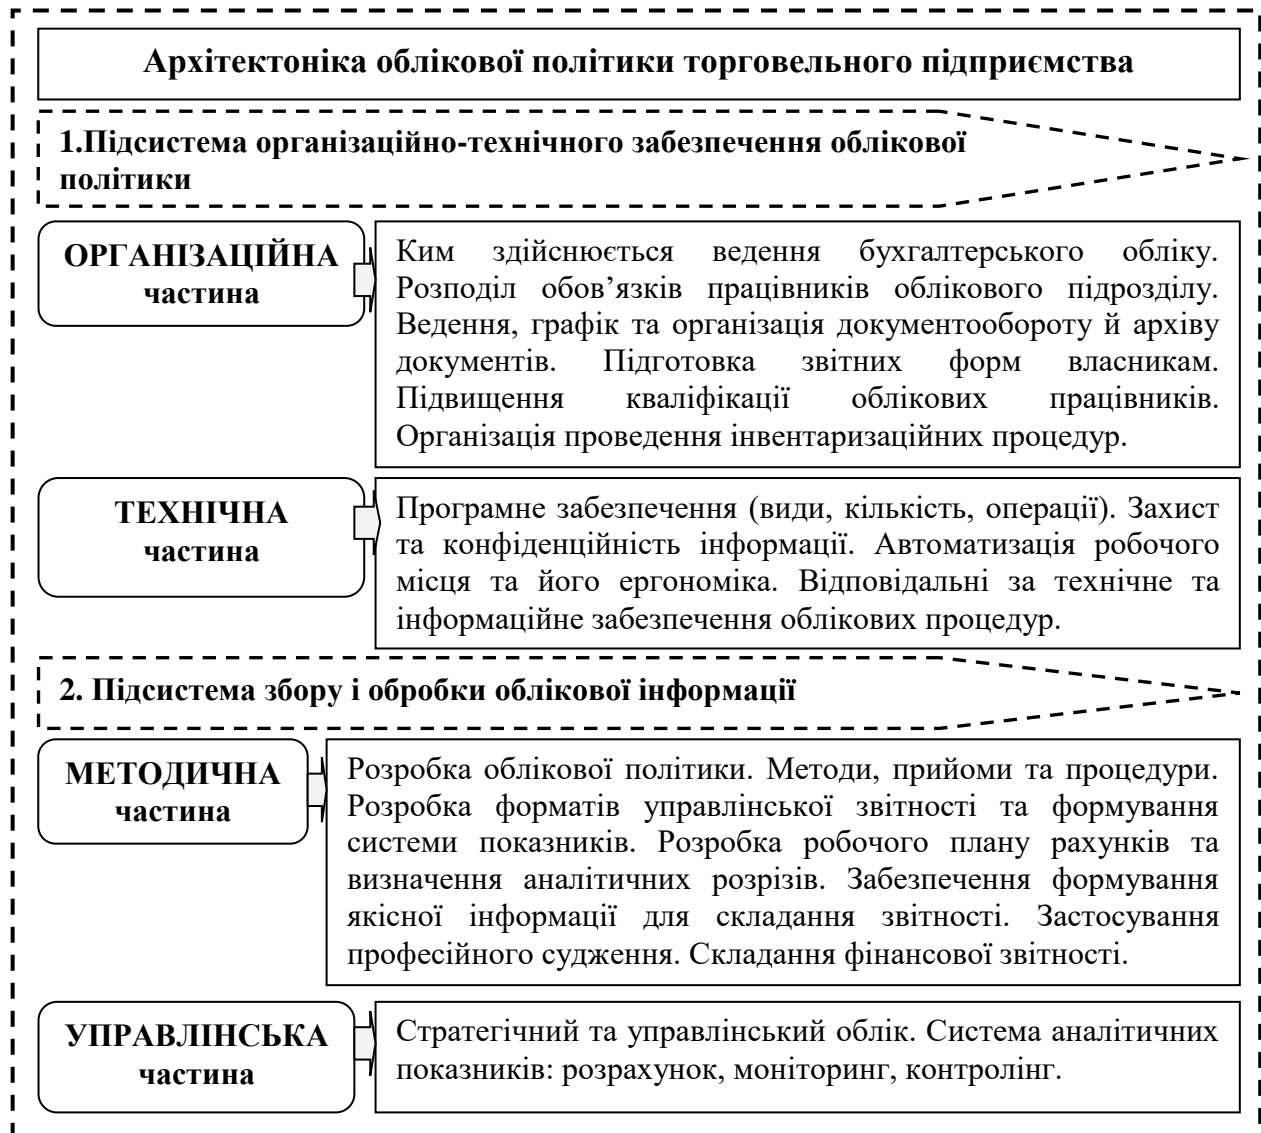 Архітектоніка облікової політики торговельного підприємства
1.Підсистема організаційно-технічного забезпечення облікової
політики
ОРГАНІЗАЦІЙНА
частина
Ким здійснюється ведення бухгалтерського обліку.
Розподіл обов’язків працівників облікового підрозділу.
Ведення, графік та організація документообороту й архіву
документів. Підготовка звітних форм власникам.
Підвищення кваліфікації облікових працівників.
Організація проведення інвентаризаційних процедур.
ТЕХНІЧНА
частина
Програмне забезпечення (види, кількість, операції). Захист
та конфіденційність інформації. Автоматизація робочого
місця та його ергономіка. Відповідальні за технічне та
інформаційне забезпечення облікових процедур.
2. Підсистема збору і обробки облікової інформації
МЕТОДИЧНА
частина
Розробка облікової політики. Методи, прийоми та процедури.
Розробка форматів управлінської звітності та формування
системи показників. Розробка робочого плану рахунків та
визначення аналітичних розрізів. Забезпечення формування
якісної інформації для складання звітності. Застосування
професійного судження. Складання фінансової звітності.
УПРАВЛІНСЬКА
частина
Стратегічний та управлінський облік. Система аналітичних
показників: розрахунок, моніторинг, контролінг.